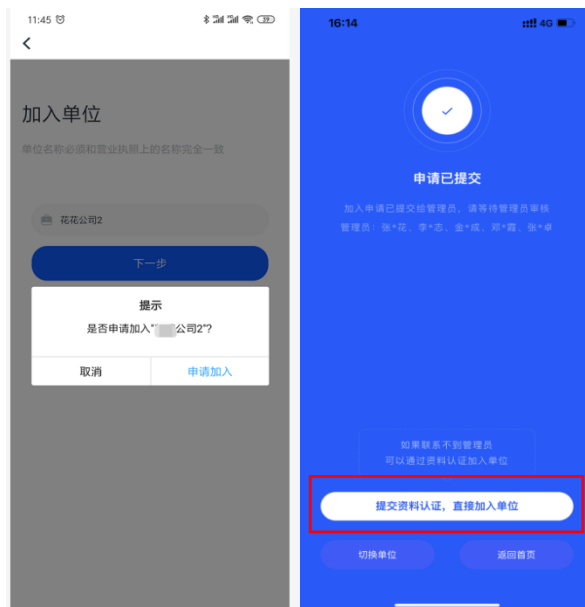 11:45
37
加入单位
单位名称必须和营业执照上的名称完全一致
花花公司2
下一步
提示
是否申请加入"公司2"?
取消
申请加入
16:14
4G
申请已提交
加入申请已提交给管理员，请等待管理员审核
管理员：张*花、李*志、金*成、邓*霞、张*卓
如果联系不到管理员
可以通过资料认证加入单位
提交资料认证，直接加入单位
切换单位
返回首页